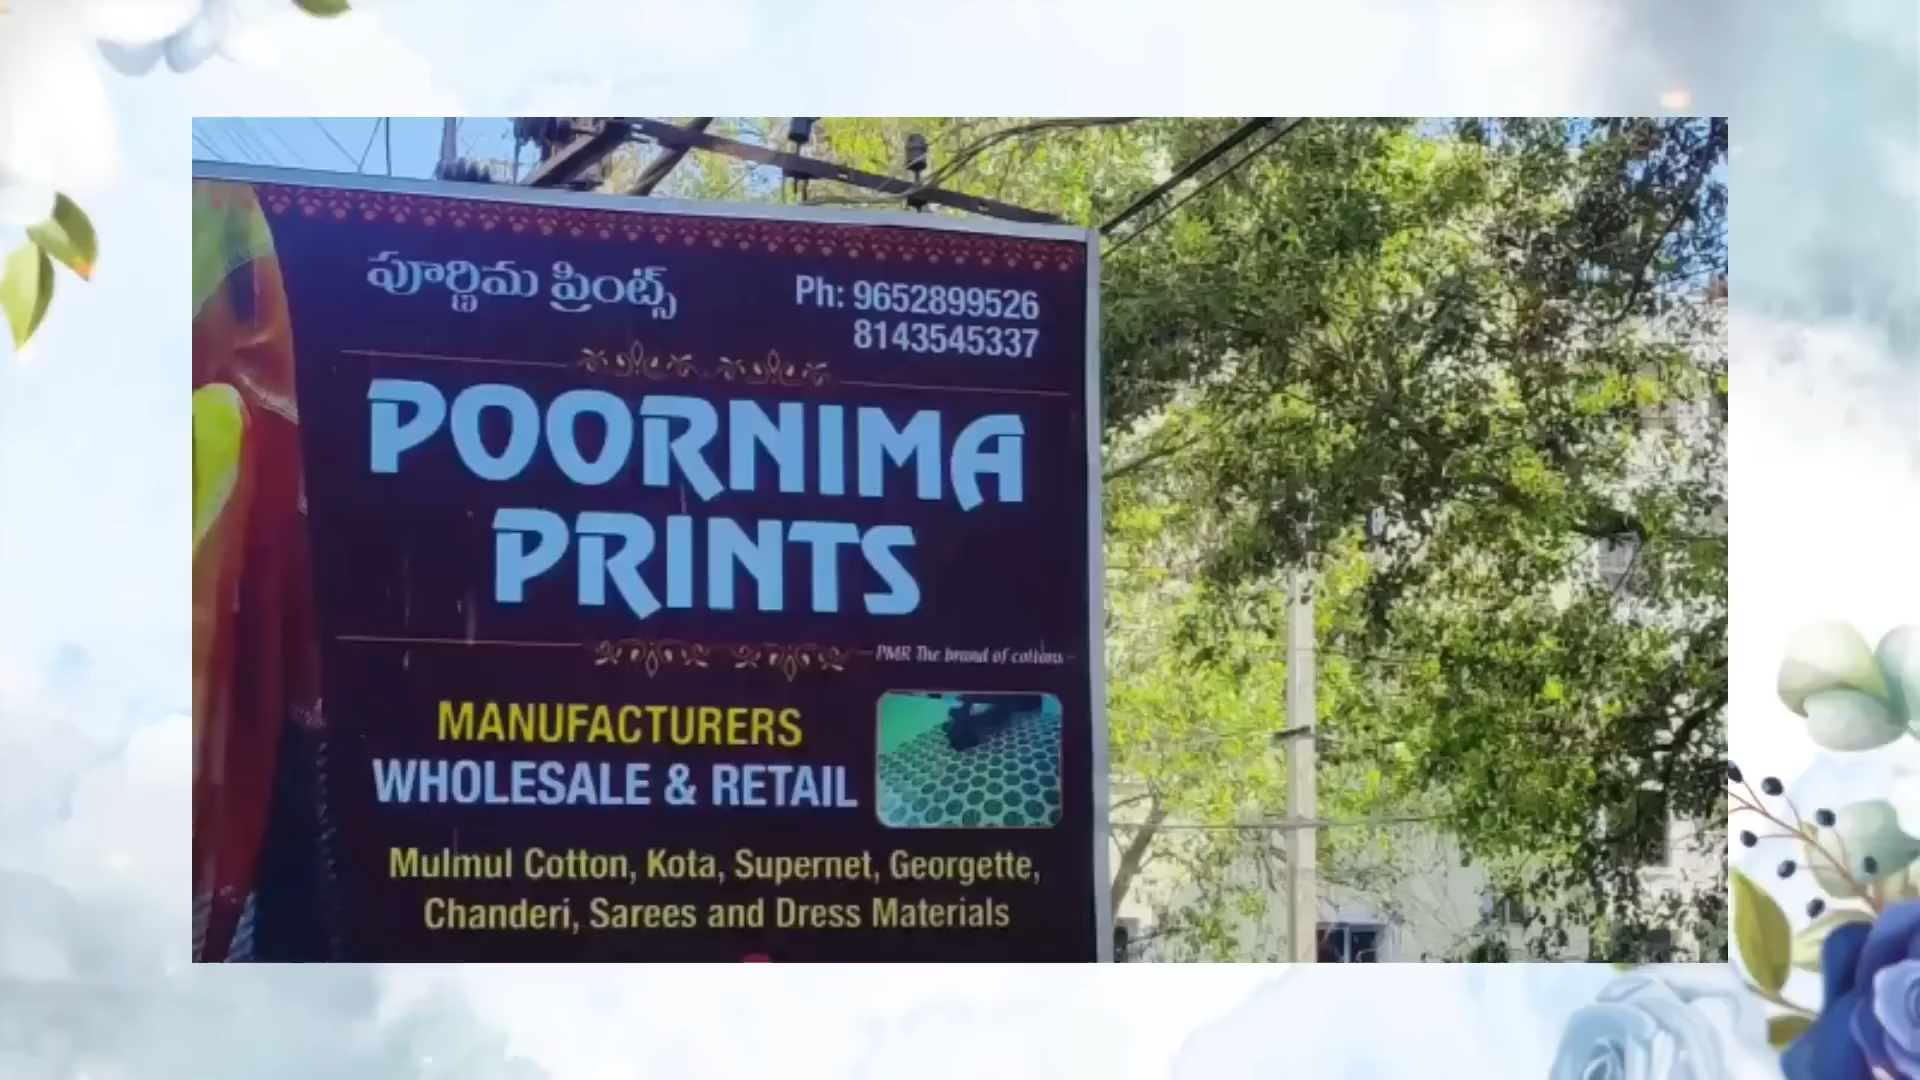 పూర్ణిమ ప్రింట్స్
Ph: 9652899526
8143545337
POORNIMA
PRINTS
PMR The brand of cottons
MANUFACTURERS
WHOLESALE & RETAIL
Mulmul Cotton, Kota, Supernet, Georgette,
Chanderi, Sarees and Dress Materials